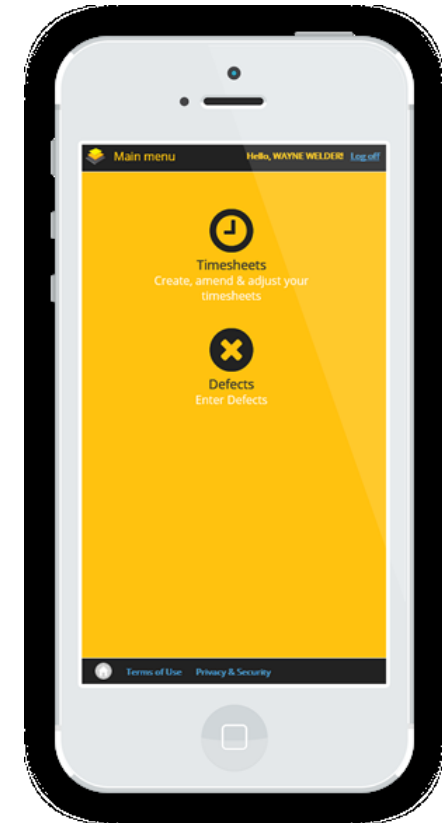 Main menu Hello, WAYNE WELDER! Log off
Timesheets
Create, amend & adjust your
timesheets
Defects
Enter Defects
Terms of Use Privacy & Security